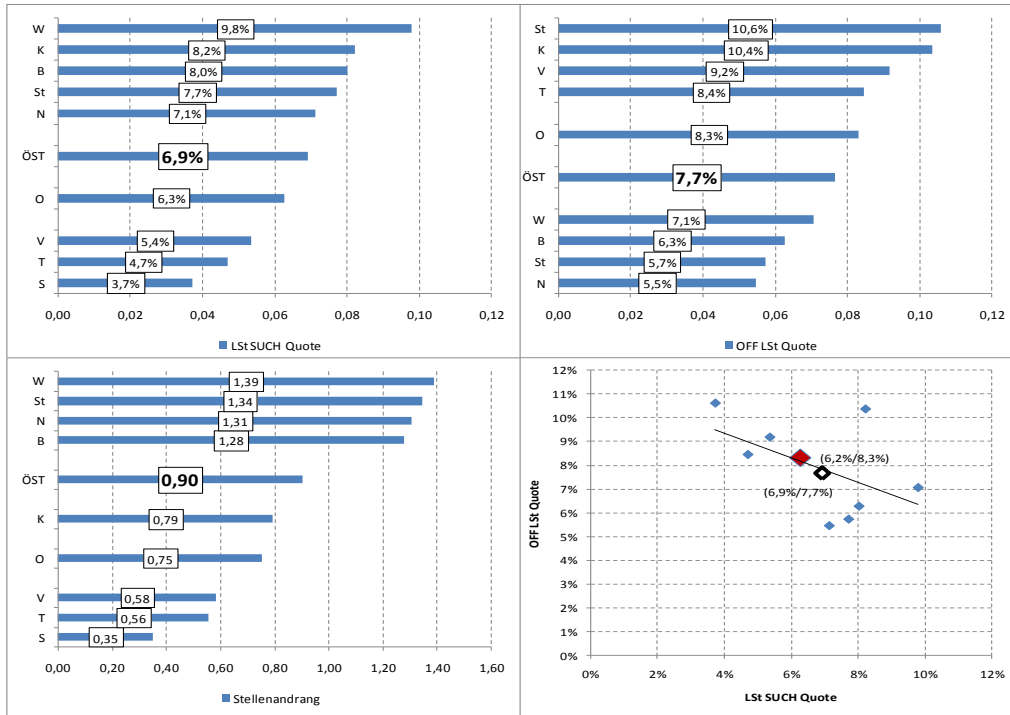 W 9,8%
K 8,2%
B 8,0%
St 7,7%
N 7,1%
ÖST 6,9%
O 6,3%
V 5,4%
T 4,7%
S 3,7%
0,00 0,02 0,04 0,06 0,08 0,10 0,12
LSt SUCH Quote
St 10,6%
K 10,4%
V 9,2%
T 8,4%
O 8,3%
ÖST 7,7%
W 7,1%
B 6,3%
St 5,7%
N 5,5%
0,00 0,02 0,04 0,06 0,08 0,10 0,12
OFF LSt Quote
W 1,39
St 1,34
N 1,31
B 1,28
ÖST 0,90
K 0,79
O 0,75
V 0,58
T 0,56
S 0,35
0,00 0,20 0,40 0,60 0,80 1,00 1,20 1,40 1,60
Stellenandrang
12%
11%
10%
9%
8%
7%
6%
5%
4%
3%
2%
1%
0%
OFF LSt Quote
(6,2%/8,3%)
(6,9%/7,7%)
0% 2% 4% 6% 8% 10% 12%
LSt SUCH Quote